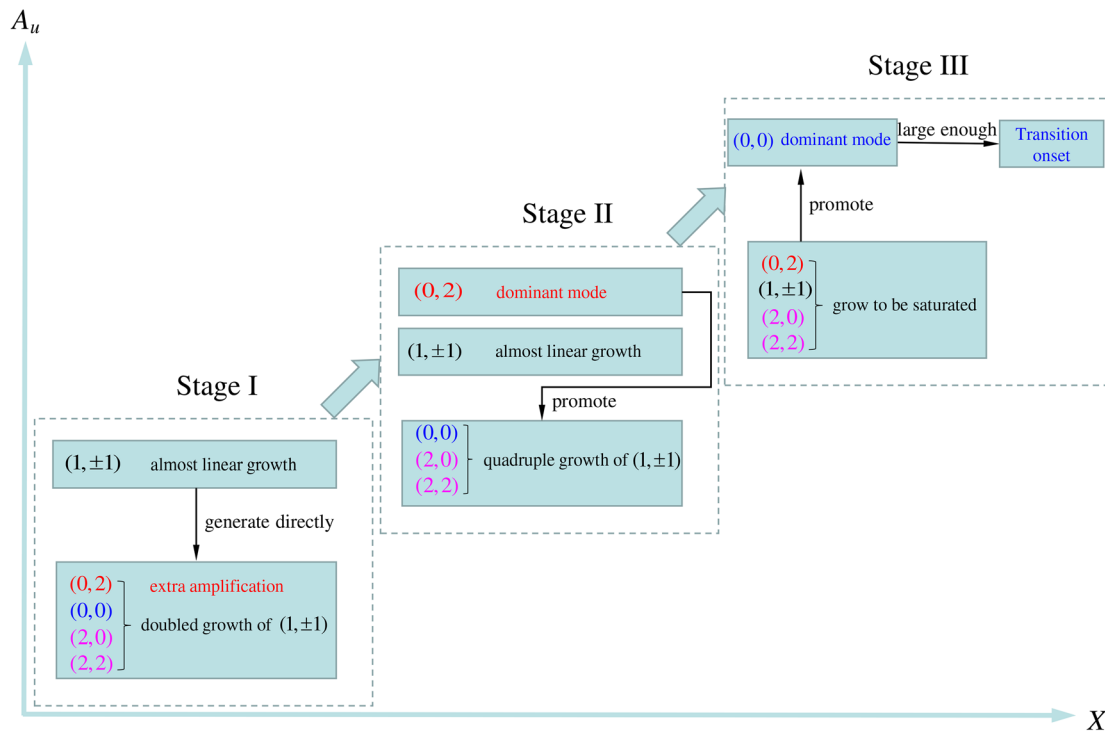 A_u
Stage III
(0,0) dominant mode
large enough
Transition
onset
promote
(0,2)
(1,±1)
(2,0)
(2,2)
grow to be saturated
Stage II
(0,2) dominant mode
(1,±1) almost linear growth
promote
(0,0)
(2,0)
(2,2)
quadruple growth of (1,±1)
Stage I
(1,±1) almost linear growth
generate directly
(0,2) extra amplification
(0,0)
(2,0)
(2,2)
doubled growth of (1,±1)
X